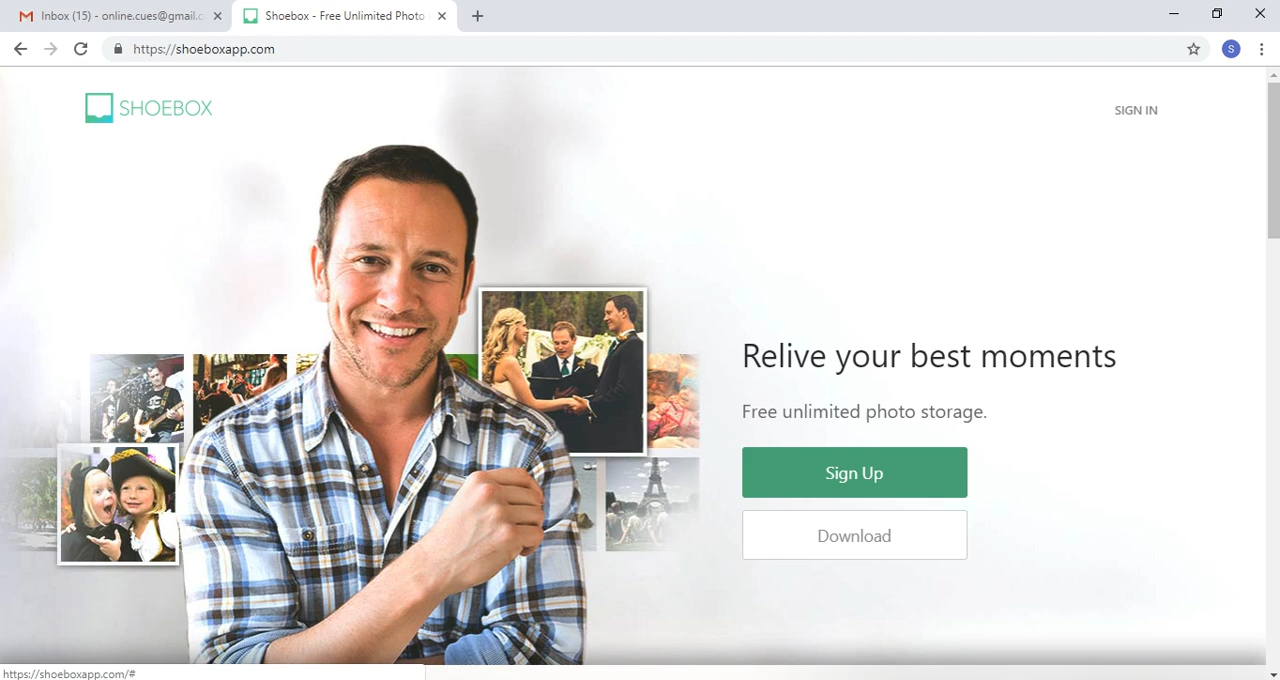 Inbox (15) - online.cues@gmail.c
Shoebox - Free Unlimited Photo
https://shoeboxapp.com
S
SHOEBOX
SIGN IN
Relive your best moments
Free unlimited photo storage.
Sign Up
Download
https://shoeboxapp.com/#